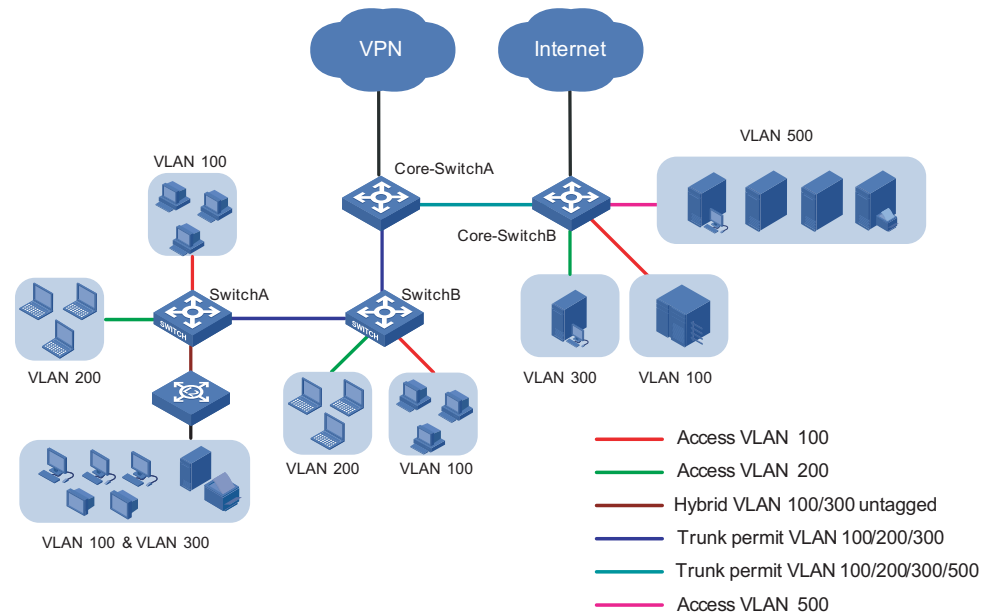 VPN
Internet
VLAN 500
VLAN 100
Core-SwitchA
Core-SwitchB
SwitchA
SwitchB
SWITCH
SWITCH
VLAN 200
VLAN 300
VLAN 100
VLAN 200
VLAN 100
VLAN 100 & VLAN 300
Access VLAN 100
Access VLAN 200
Hybrid VLAN 100/300 untagged
Trunk permit VLAN 100/200/300
Trunk permit VLAN 100/200/300/500
Access VLAN 500